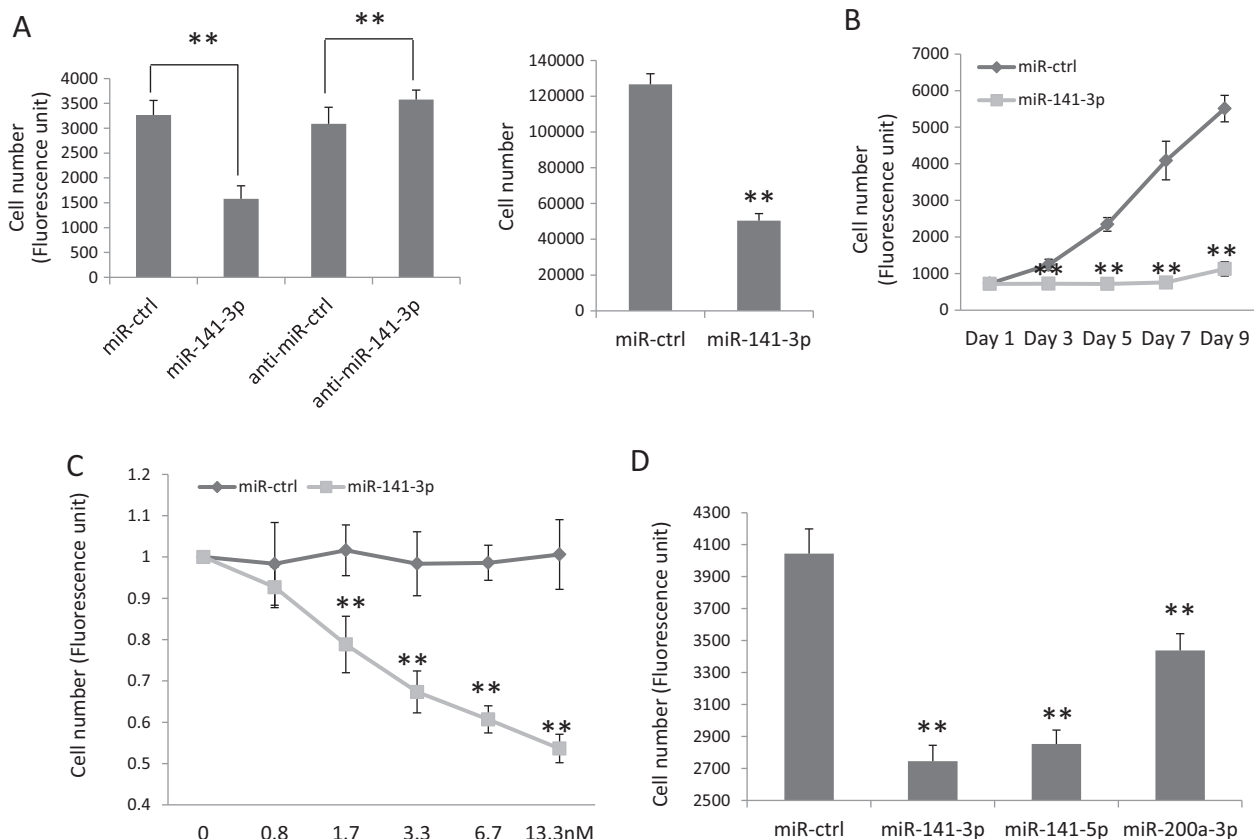 A
**
**
Cell number
(Fluorescence unit)
4000
3500
3000
2500
2000
1500
1000
500
0
miR-ctrl
miR-141-3p
anti-miR-ctrl
anti-miR-141-3p
Cell number
140000
120000
100000
80000
60000
40000
20000
0
**
miR-ctrl
miR-141-3p
B
Cell number
(Fluorescence unit)
7000
6000
5000
4000
3000
2000
1000
0
miR-ctrl
miR-141-3p
**
**
**
**
Day 1 Day 3 Day 5 Day 7 Day 9
C
Cell number (Fluorescence unit)
1.2
1.1
1
0.9
0.8
0.7
0.6
0.5
0.4
miR-ctrl miR-141-3p
**
**
**
**
0 0.8 1.7 3.3 6.7 13.3nM
D
Cell number (Fluorescence unit)
4300
4100
3900
3700
3500
3300
3100
2900
2700
2500
**
**
**
miR-ctrl miR-141-3p miR-141-5p miR-200a-3p